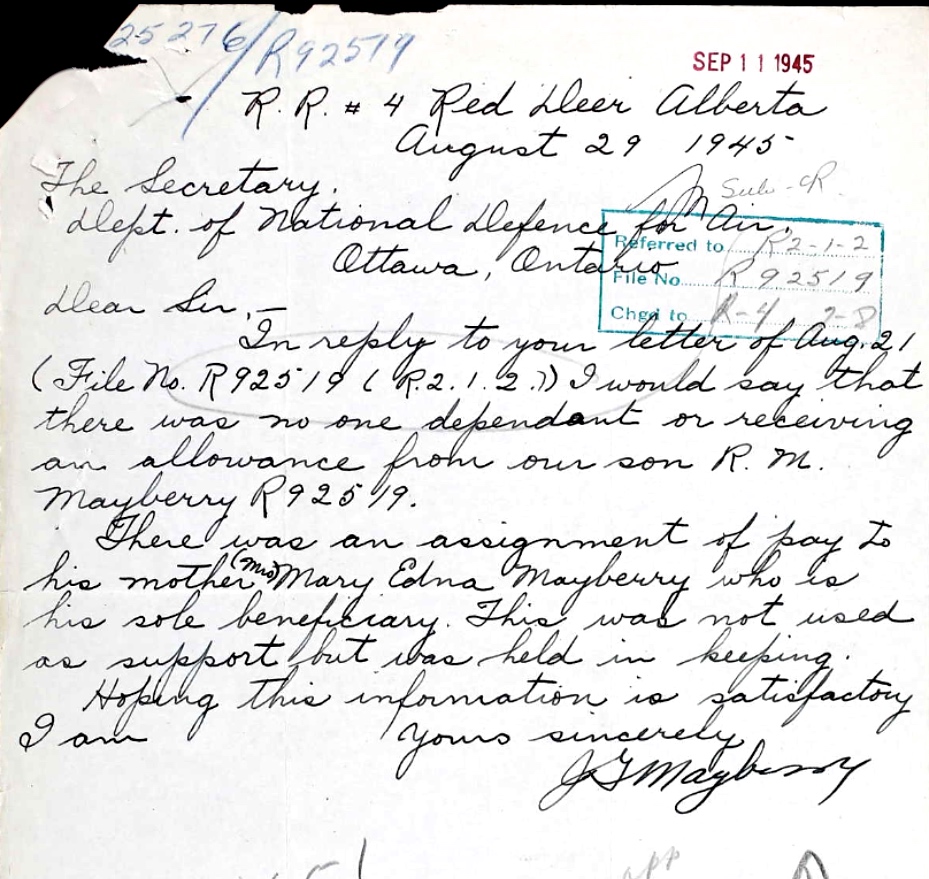 25276/R92519
SEP 11 1945
R. R. # 4 Red Deer Alberta
August 29 1945
The Secretary.
Dept. of National Defence for Air,
Ottawa, Ontario
Referred to R2-1-2
File No. R92519
Chgd to R-4 2-8
Dear Sir,—
In reply to your letter of Aug. 21
(File No. R92519 (R.2.1.2.)) I would say that
there was no one dependant or receiving
an allowance from our son R. M.
Mayberry R92519.
There was an assignment of pay to
his mother (Mrs) Mary Edna Mayberry who is
his sole beneficiary. This was not used
as support but was held in keeping.
Hoping this information is satisfactory
I am Yours sincerely
J G Mayberry